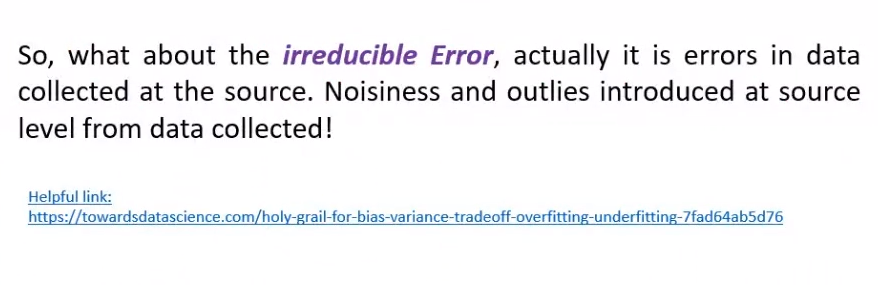 So, what about the irreducible Error, actually it is errors in data
collected at the source. Noisiness and outlies introduced at source
level from data collected!
Helpful link:
https://towardsdatascience.com/holy-grail-for-bias-variance-tradeoff-overfitting-underfitting-7fad64ab5d76